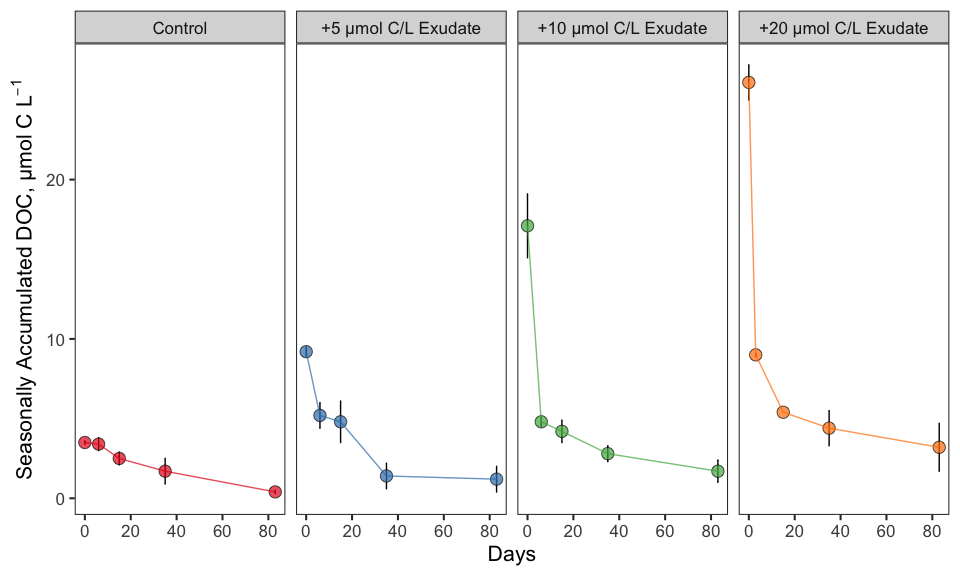 Control
+5 µmol C/L Exudate
+10 µmol C/L Exudate
+20 µmol C/L Exudate
Seasonally Accumulated DOC, µmol C L⁻¹
20
10
0
0 20 40 60 80
0 20 40 60 80
0 20 40 60 80
0 20 40 60 80
Days